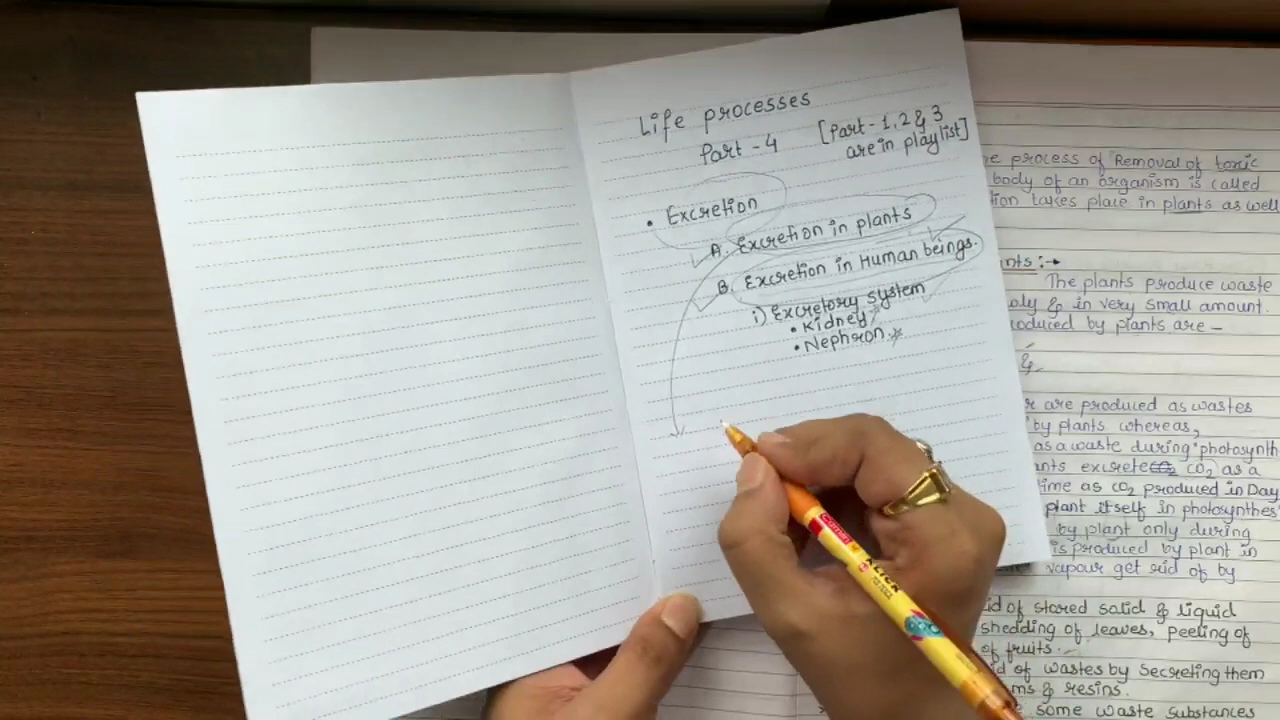 Life processes
Part - 4
[Part - 1, 2 & 3
are in playlist]
• Excretion
A. Excretion in plants
B. Excretion in Human beings.
i) Excretory system
• Kidney
• Nephron
process of Removal of toxic
body of an organism is called
takes place in plants as well
The plants produce waste
& in very small amount.
by plants are –
&
are produced as wastes
by plants whereas,
as a waste during photosynth
excrete CO2 as a
as CO2 produced in Day
plant itself in photosynthes
by plant only during
is produced by plant in
vapour get rid of by
of stored solid & liquid
shedding of leaves, peeling of
of fruits.
of wastes by secreting them
& resins.
some waste substances
Camlin
KLICK